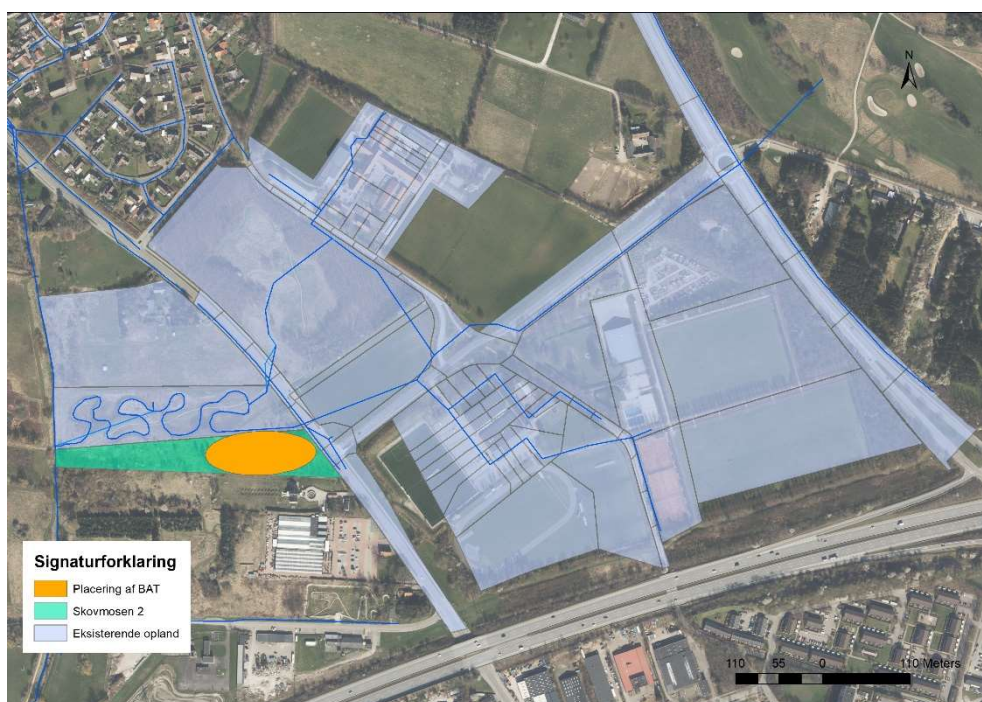 N
Signaturforklaring
Placering af BAT
Skovmosen 2
Eksisterende opland
110 55 0 110 Meters